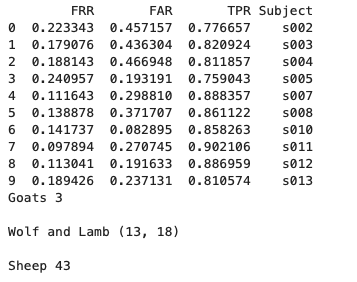 FRR FAR TPR Subject
0 0.223343 0.457157 0.776657 s002
1 0.179076 0.436304 0.820924 s003
2 0.188143 0.466948 0.811857 s004
3 0.240957 0.193191 0.759043 s005
4 0.111643 0.298810 0.888357 s007
5 0.138878 0.371707 0.861122 s008
6 0.141737 0.082895 0.858263 s010
7 0.097894 0.270745 0.902106 s011
8 0.113041 0.191633 0.886959 s012
9 0.189426 0.237131 0.810574 s013
Goats 3
Wolf and Lamb (13, 18)
Sheep 43